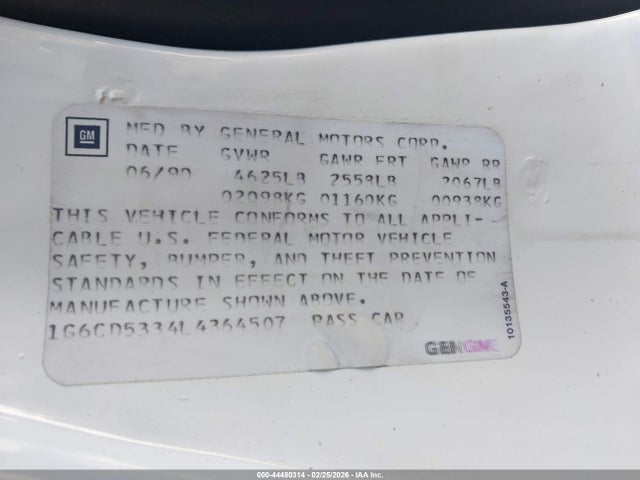 GM
MFD BY GENERAL MOTORS CORP.
DATE GVWR GAWR FRT GAWR RR
06/90 4625LB 2558LB 2067LB
02098KG 01160KG 00938KG
THIS VEHICLE CONFORMS TO ALL APPLI-
CABLE U.S. FEDERAL MOTOR VEHICLE
SAFETY, BUMPER, AND THEFT PREVENTION
STANDARDS IN EFFECT ON THE DATE OF
MANUFACTURE SHOWN ABOVE.
1G6CD5334L4364507 PASS CAR
10135543-A
000-44480314 - 02/25/2026 - IAA Inc.